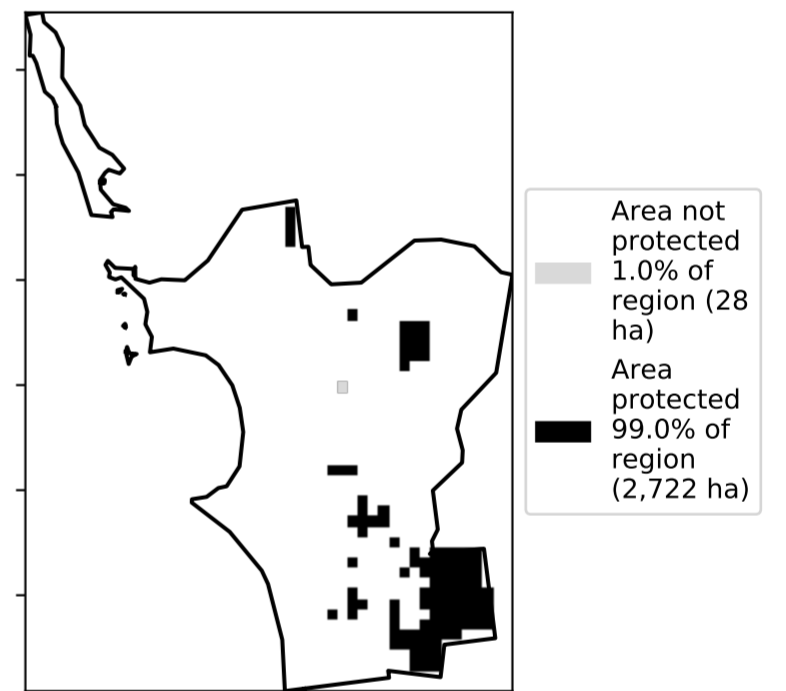 Area not
protected
1.0% of
region (28
ha)
Area
protected
99.0% of
region
(2,722 ha)